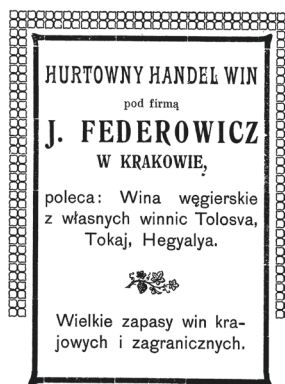 HURTOWNY HANDEL WIN
pod firmą
J. FEDEROWICZ
W KRAKOWIE,
poleca: Wina węgierskie
z własnych winnic Tolosva,
Tokaj, Hegyalya.
Wielkie zapasy win kra-
jowych i zagranicznych.